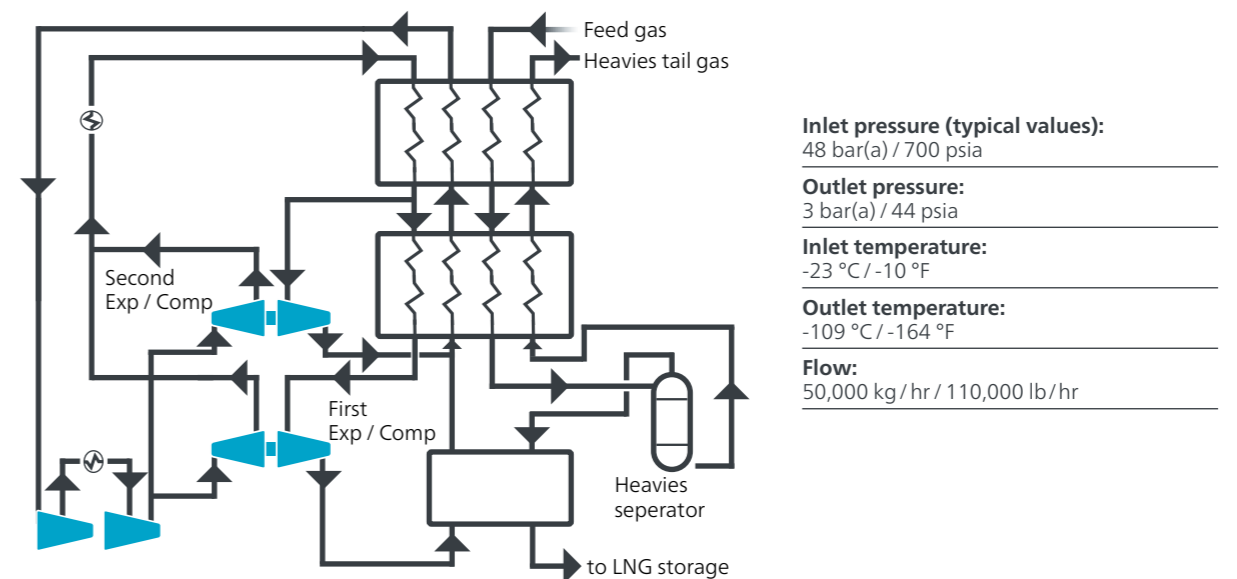 Feed gas
Heavies tail gas
Second
Exp / Comp
First
Exp / Comp
Heavies
seperator
to LNG storage
Inlet pressure (typical values):
48 bar(a) / 700 psia
Outlet pressure:
3 bar(a) / 44 psia
Inlet temperature:
-23 °C / -10 °F
Outlet temperature:
-109 °C / -164 °F
Flow:
50,000 kg / hr / 110,000 lb / hr